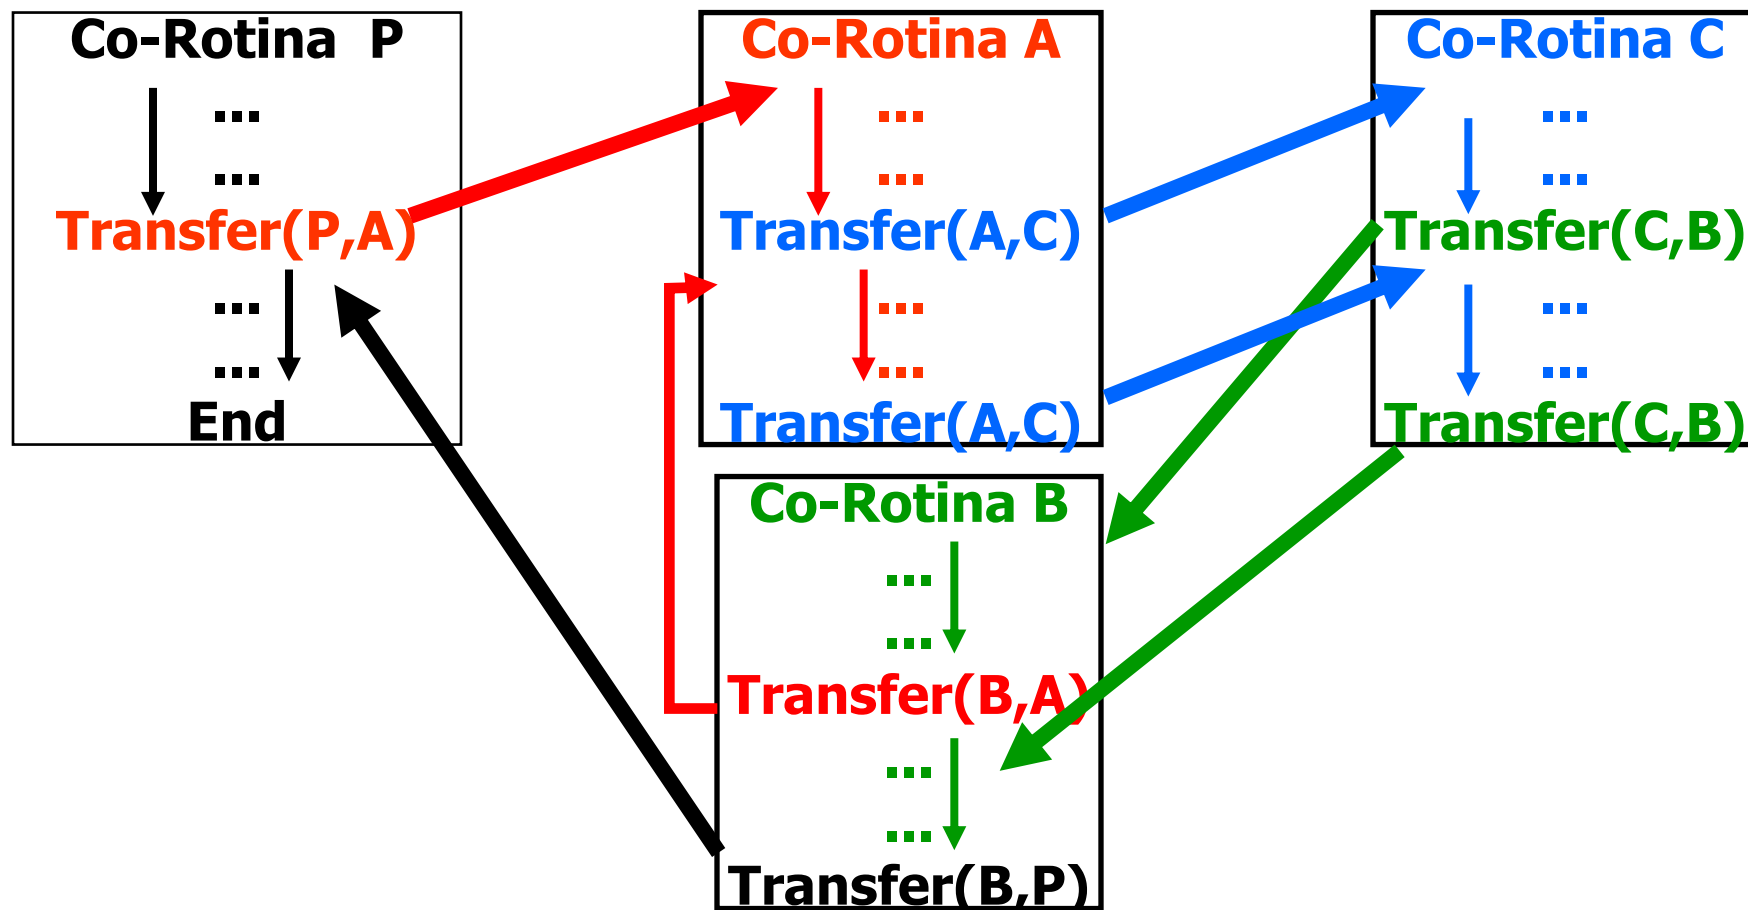 Co-Rotina P
...
...
Transfer(P,A)
...
...
End
Co-Rotina A
...
...
Transfer(A,C)
...
...
Transfer(A,C)
Co-Rotina C
...
...
Transfer(C,B)
...
...
Transfer(C,B)
Co-Rotina B
...
...
Transfer(B,A)
...
...
Transfer(B,P)